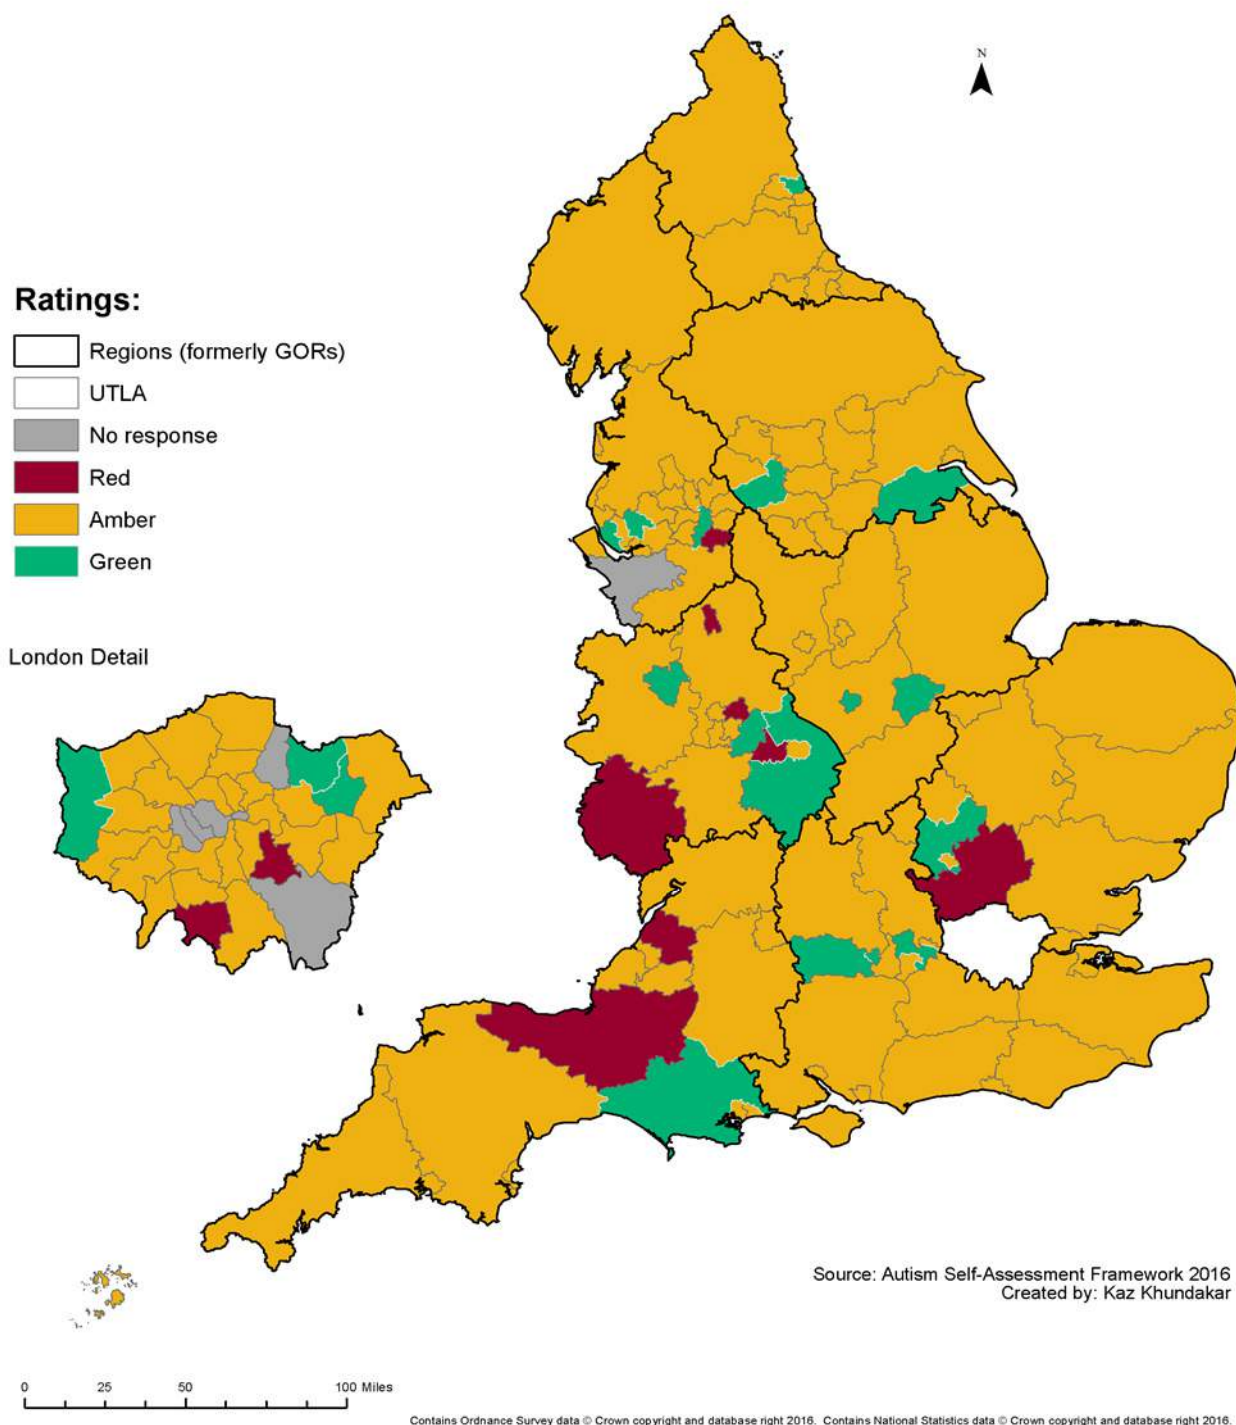 N
Ratings:
Regions (formerly GORs)
UTLA
No response
Red
Amber
Green
London Detail
Source: Autism Self-Assessment Framework 2016
Created by: Kaz Khundakar
0 25 50 100 Miles
Contains Ordnance Survey data © Crown copyright and database right 2016. Contains National Statistics data © Crown copyright and database right 2016.